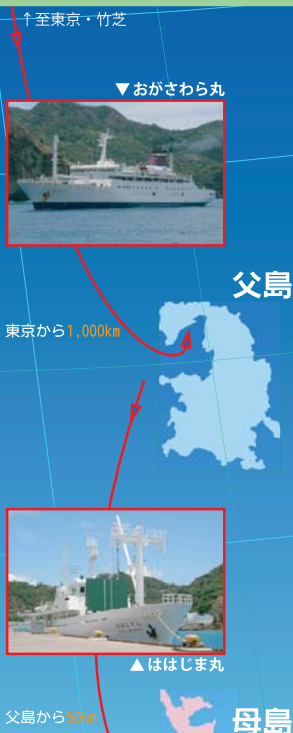 ↑至東京・竹芝
▼おがさわら丸
父島
東京から1,000km
▲ははじま丸
父島から50km
母島